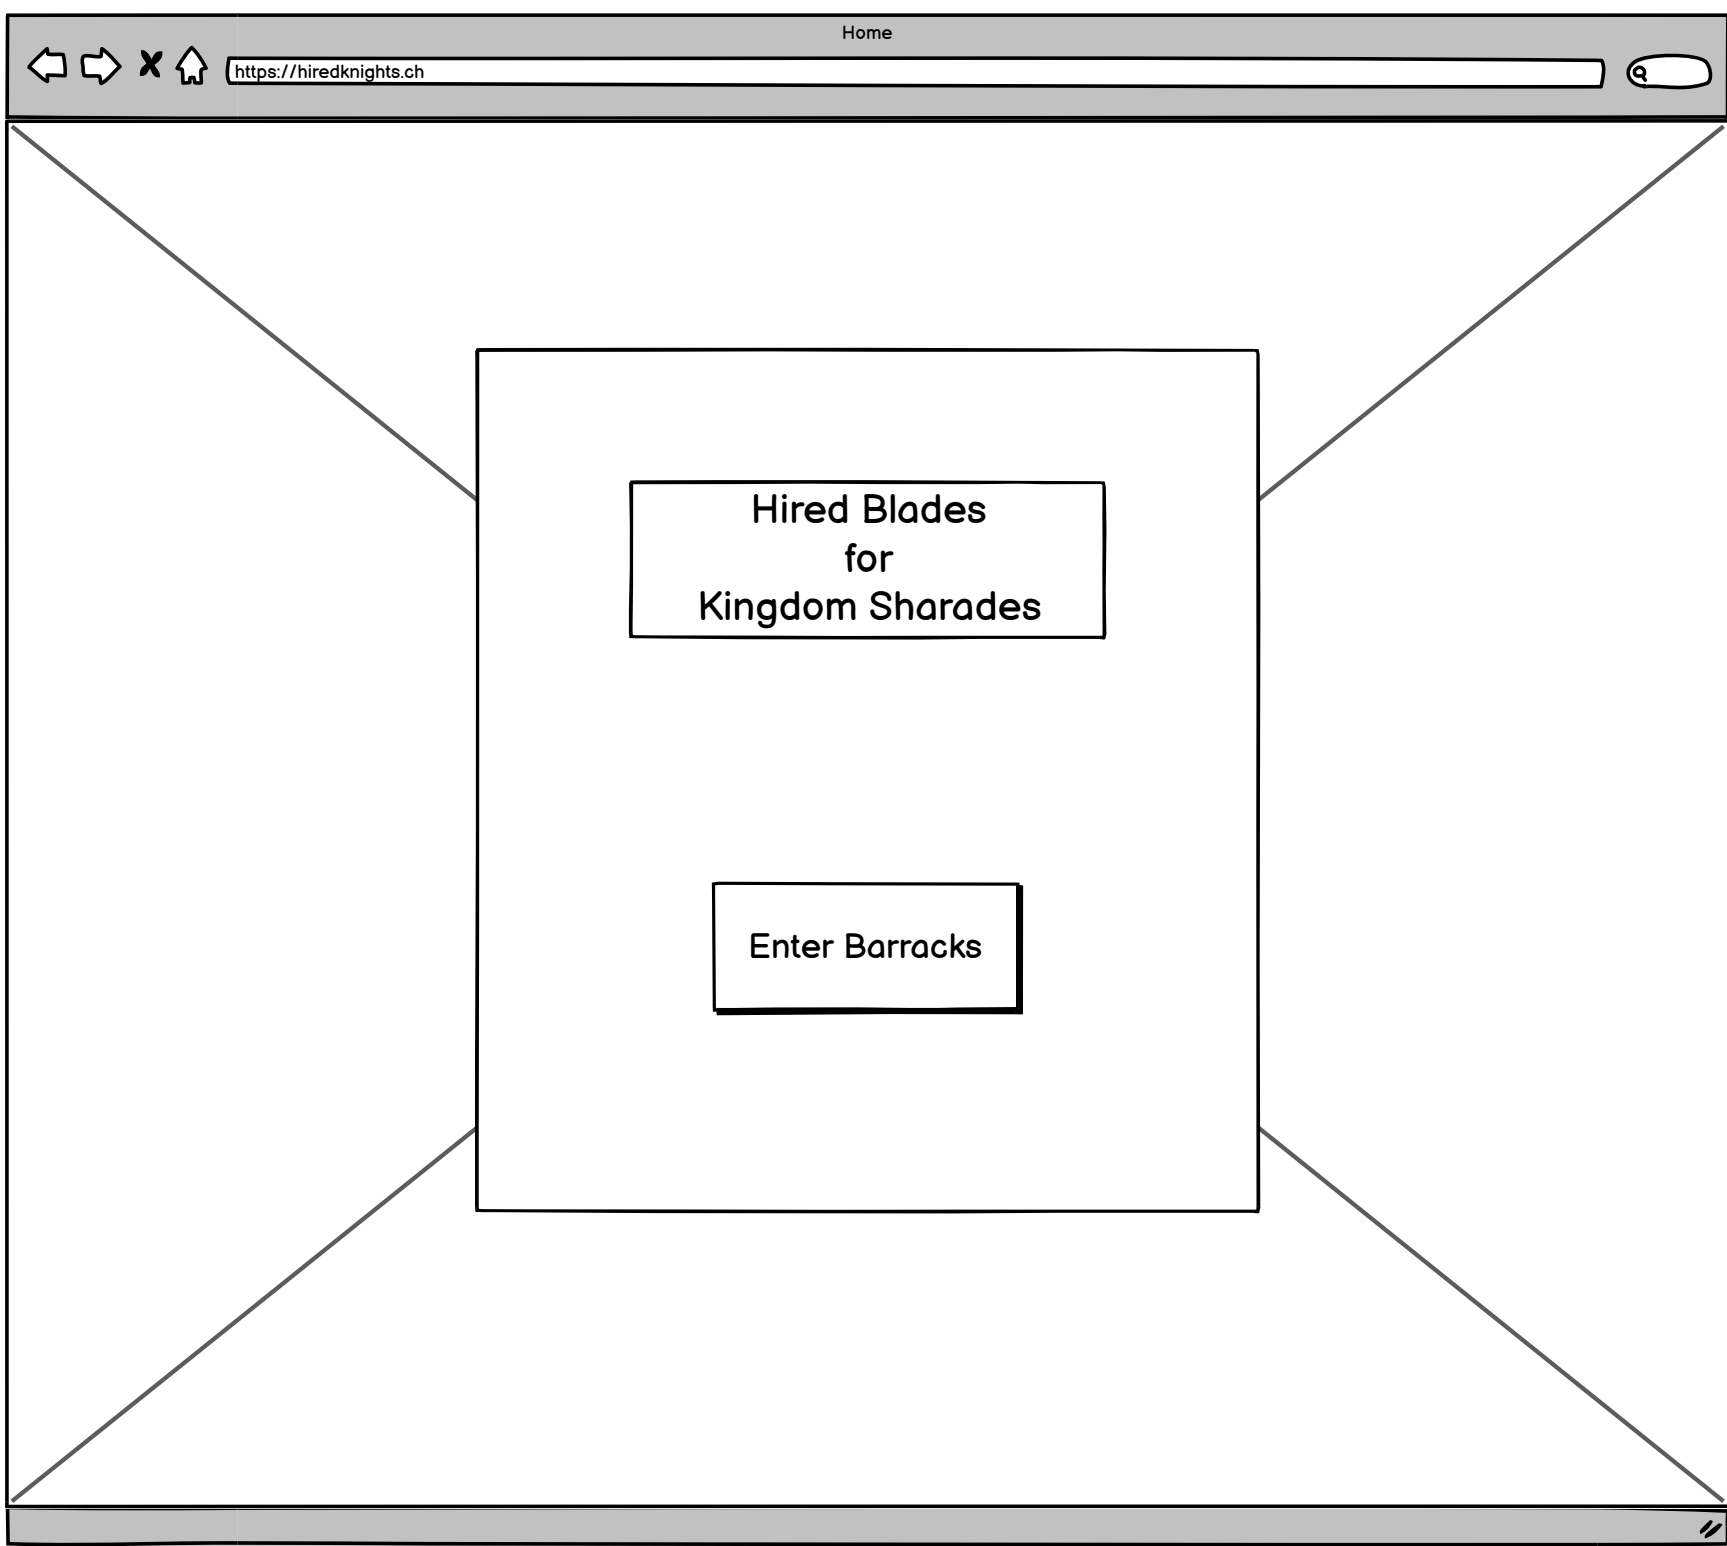 Home
https://hiredknights.ch
Hired Blades
for
Kingdom Sharades
Enter Barracks